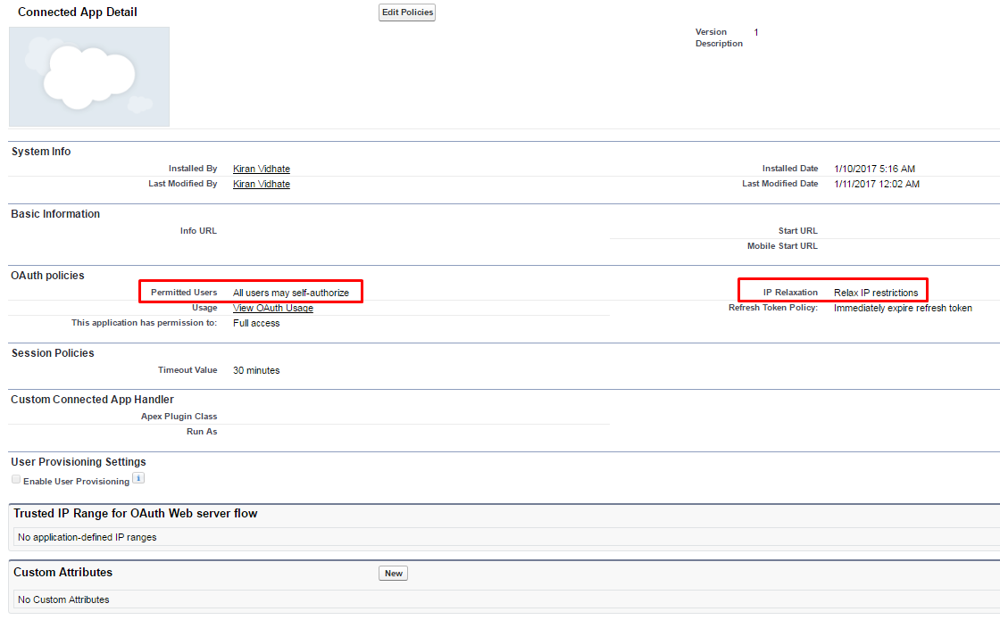 Connected App Detail
Edit Policies
Version 1
Description
System Info
Installed By Kiran Vidhate Installed Date 1/10/2017 5:16 AM
Last Modified By Kiran Vidhate Last Modified Date 1/11/2017 12:02 AM
Basic Information
Info URL Start URL
Mobile Start URL
OAuth policies
Permitted Users All users may self-authorize IP Relaxation Relax IP restrictions
Usage View OAuth Usage Refresh Token Policy: Immediately expire refresh token
This application has permission to: Full access
Session Policies
Timeout Value 30 minutes
Custom Connected App Handler
Apex Plugin Class
Run As
User Provisioning Settings
Enable User Provisioning i
Trusted IP Range for OAuth Web server flow
No application-defined IP ranges
Custom Attributes New
No Custom Attributes